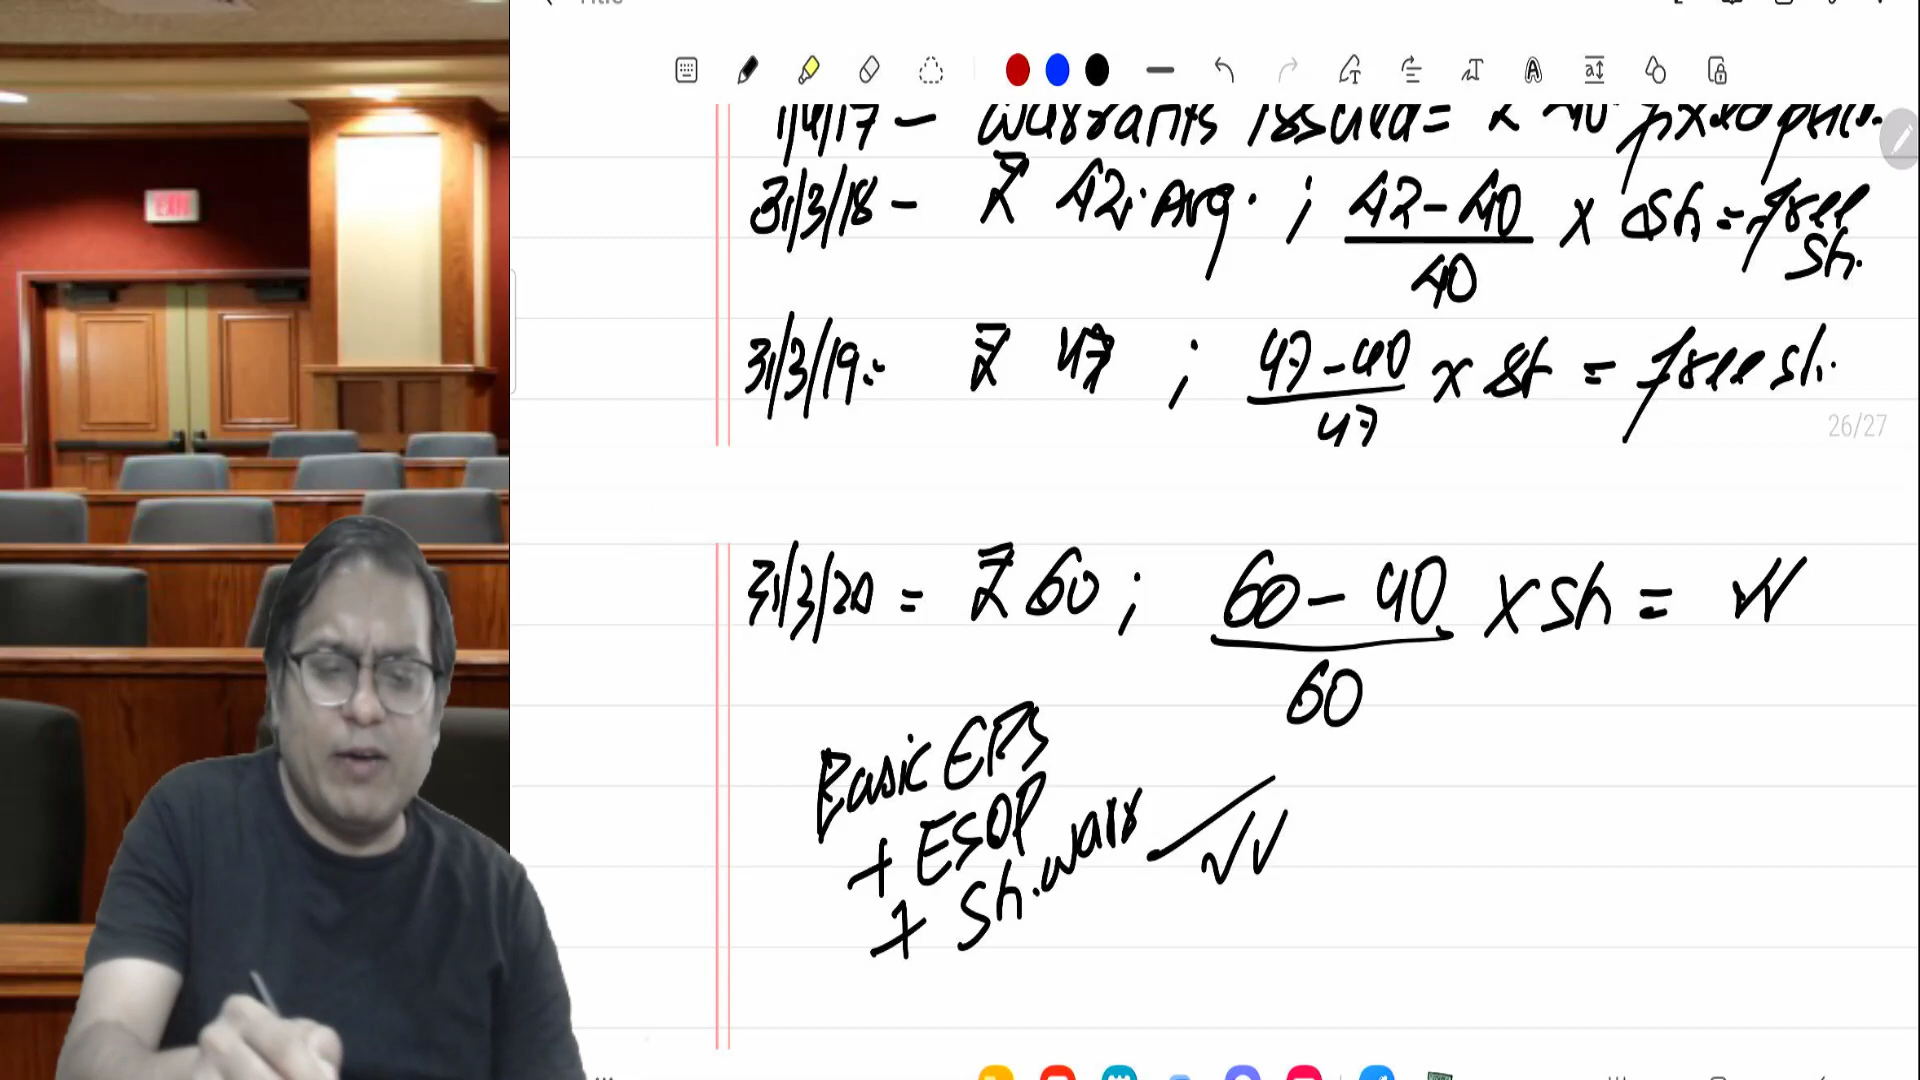 Title
1/4/17 - Warrants issued = ₹ 40
31/3/18 - ₹ 42. Avg. ; 42-40/40 x Sh = free Sh.
31/3/19 - ₹ 47 ; 47-40/47 x Sh = free sh.
26/27
31/3/20 = ₹ 60 ; 60-40/60 x Sh =
Basic EPS
+ ESOP
+ Sh. warr
EXIT